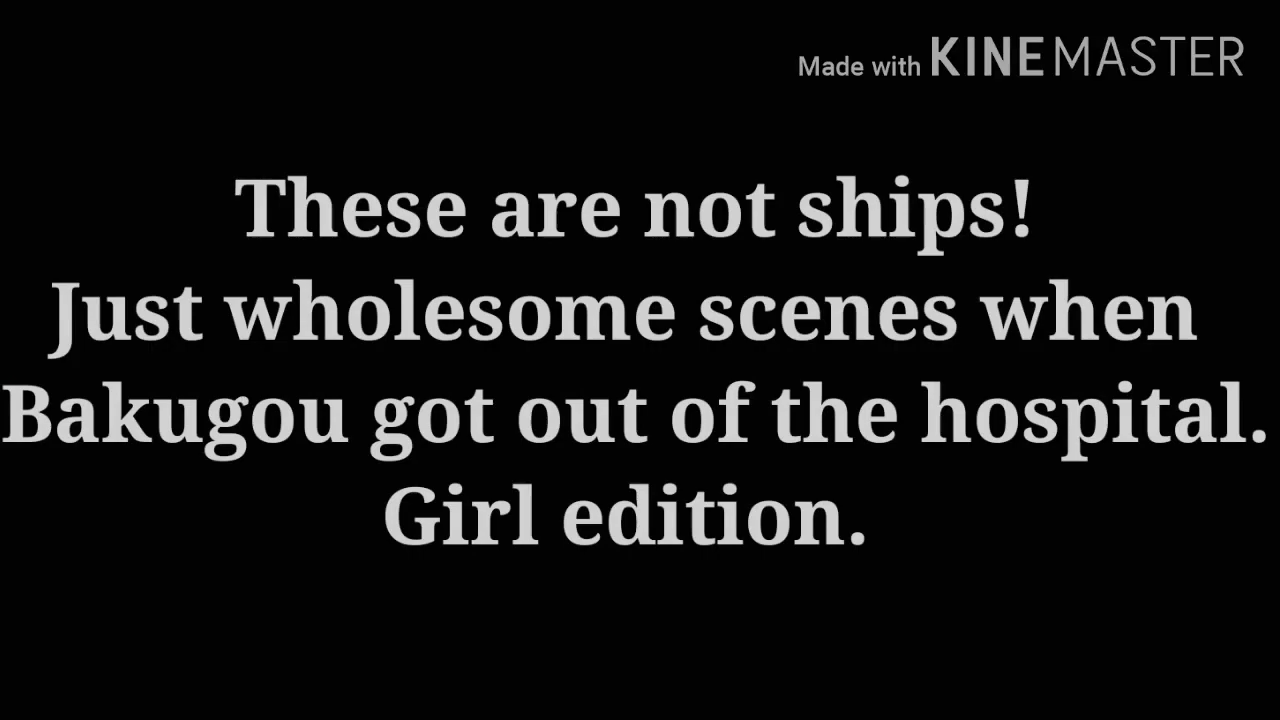 Made with KINEMASTER
These are not ships!
Just wholesome scenes when
Bakugou got out of the hospital.
Girl edition.